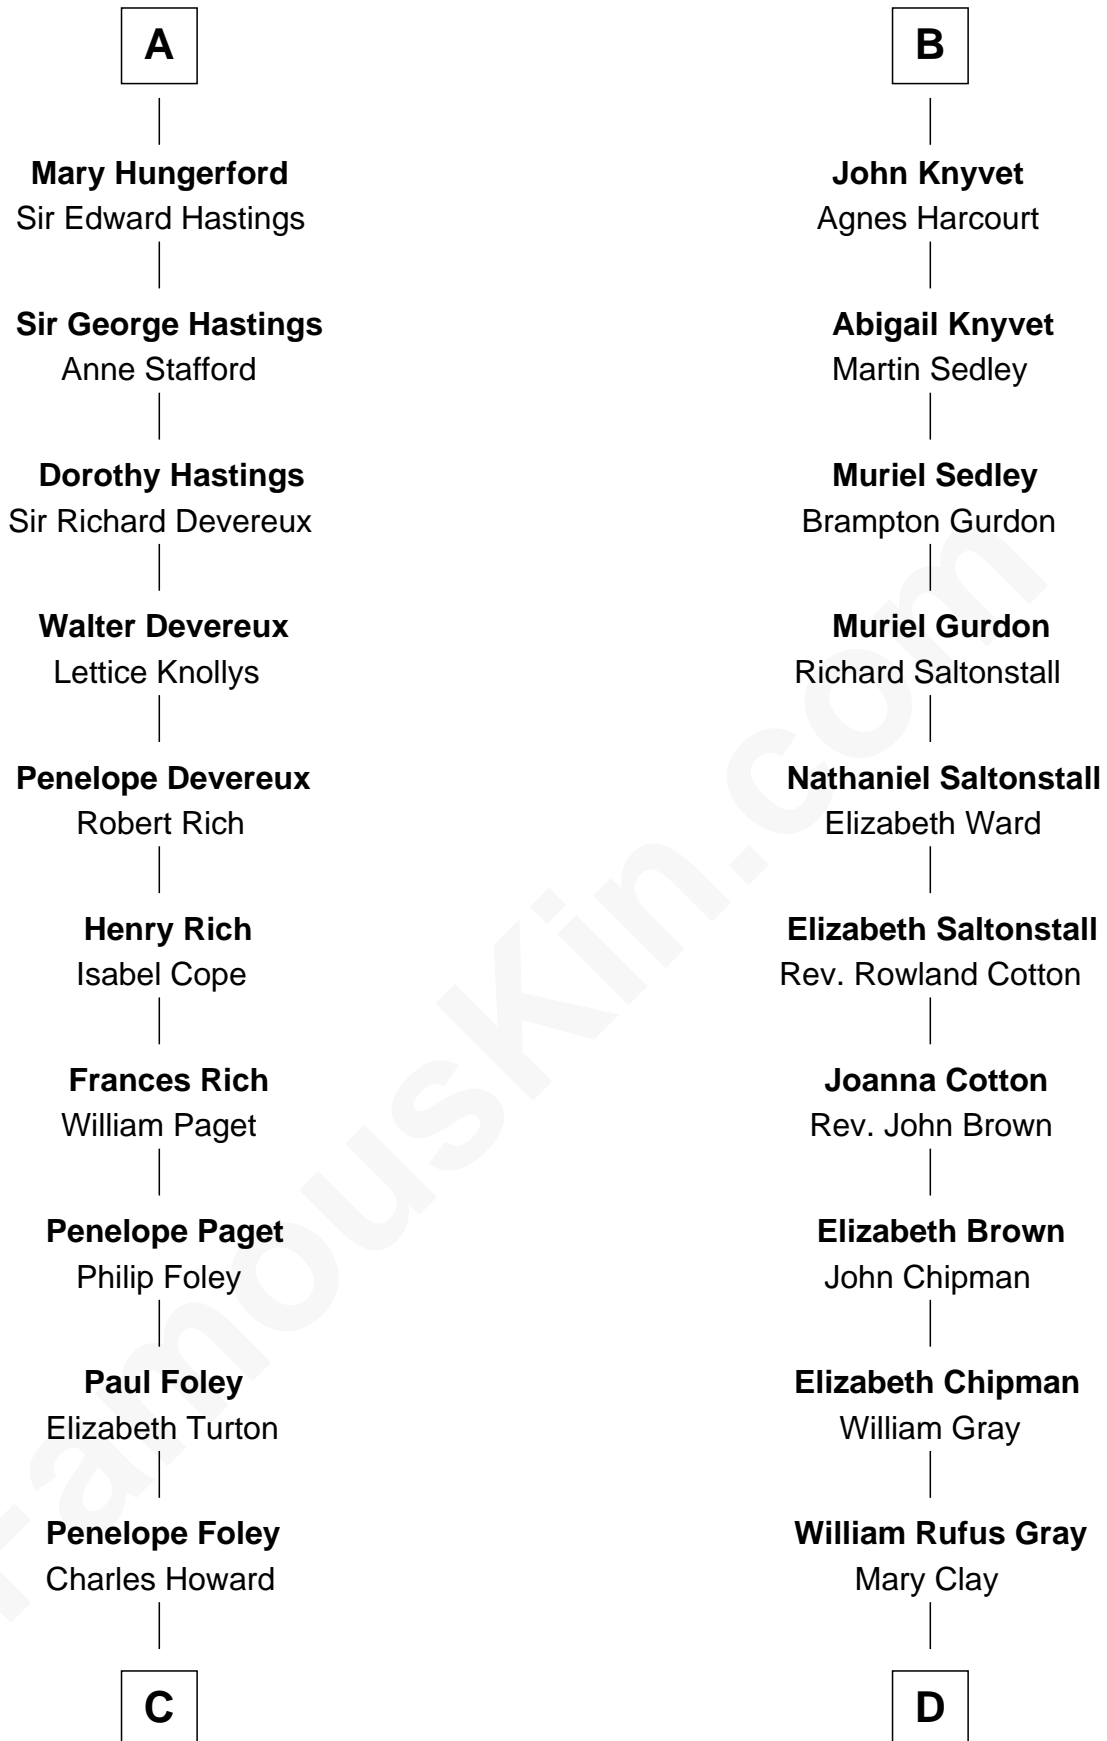 A
Mary Hungerford
Sir Edward Hastings
Sir George Hastings
Anne Stafford
Dorothy Hastings
Sir Richard Devereux
Walter Devereux
Lettice Knollys
Penelope Devereux
Robert Rich
Henry Rich
Isabel Cope
Frances Rich
William Paget
Penelope Paget
Philip Foley
Paul Foley
Elizabeth Turton
Penelope Foley
Charles Howard
C
B
John Knyvet
Agnes Harcourt
Abigail Knyvet
Martin Sedley
Muriel Sedley
Brampton Gurdon
Muriel Gurdon
Richard Saltonstall
Nathaniel Saltonstall
Elizabeth Ward
Elizabeth Saltonstall
Rev. Rowland Cotton
Joanna Cotton
Rev. John Brown
Elizabeth Brown
John Chipman
Elizabeth Chipman
William Gray
William Rufus Gray
Mary Clay
D
FamousKin.com